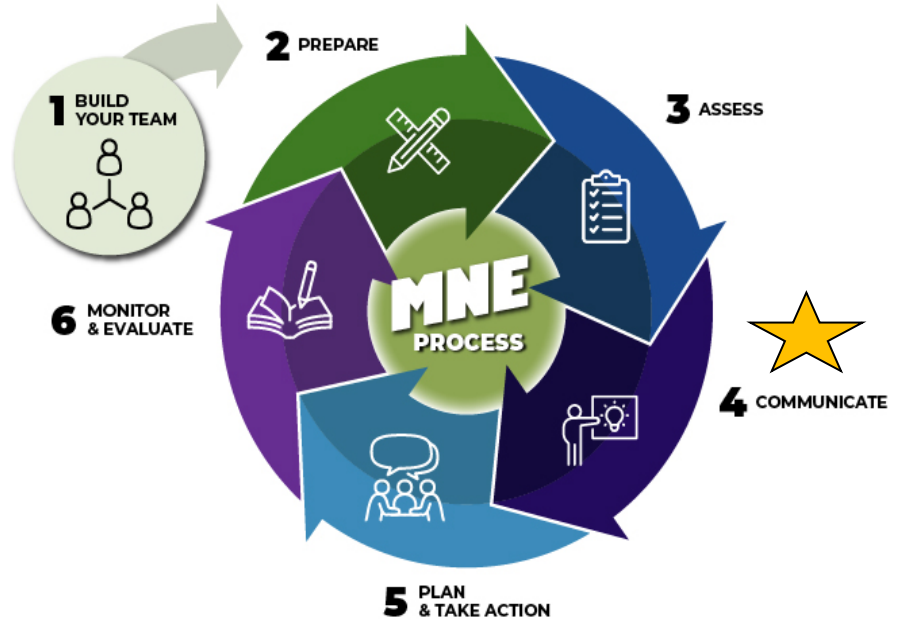 1 BUILD
YOUR TEAM
2 PREPARE
3 ASSESS
4 COMMUNICATE
5 PLAN
& TAKE ACTION
6 MONITOR
& EVALUATE
MNE
PROCESS